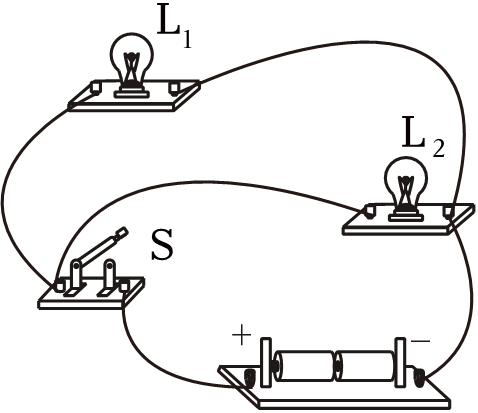 L₁
L₂
S
+ −